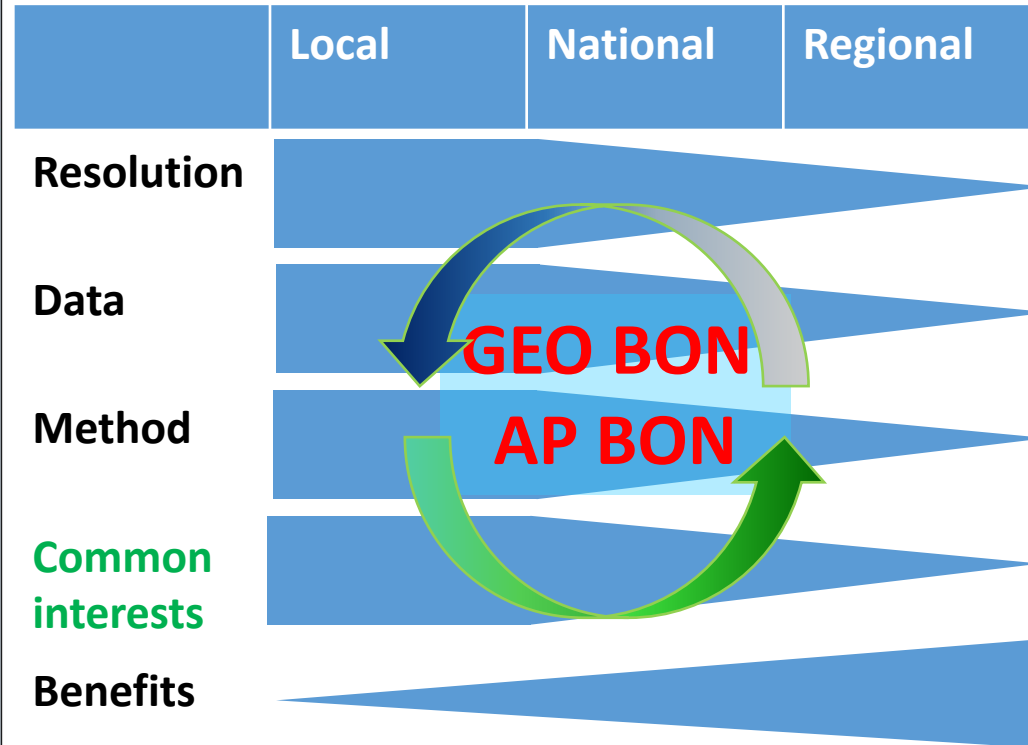 Local National Regional
Resolution
Data
GEO BON
Method
AP BON
Common
interests
Benefits